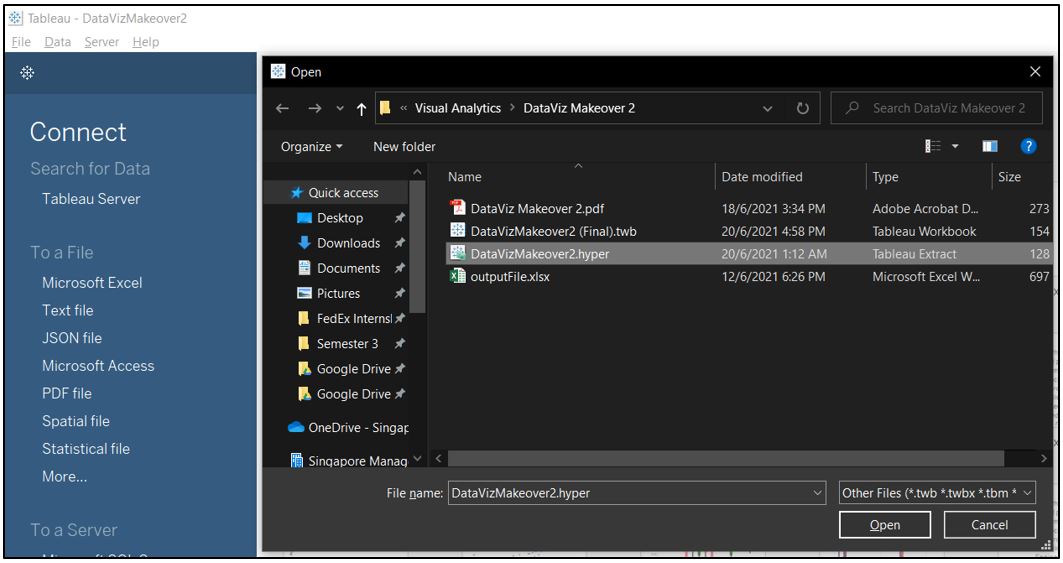 Tableau - DataVizMakeover2
File Data Server Help
Connect
Search for Data
Tableau Server
To a File
Microsoft Excel
Text file
JSON file
Microsoft Access
PDF file
Spatial file
Statistical file
More...
To a Server
Open
« Visual Analytics > DataViz Makeover 2
Search DataViz Makeover 2
Organize New folder
?
Quick access
Desktop
Downloads
Documents
Pictures
FedEx Internsl
Semester 3
Google Drive
Google Drive
OneDrive - Singap
Singapore Manag
Name Date modified Type Size
DataViz Makeover 2.pdf 18/6/2021 3:34 PM Adobe Acrobat D... 273
DataVizMakeover2 (Final).twb 20/6/2021 4:58 PM Tableau Workbook 154
DataVizMakeover2.hyper 20/6/2021 1:12 AM Tableau Extract 128
outputFile.xlsx 12/6/2021 6:26 PM Microsoft Excel W... 697
File name: DataVizMakeover2.hyper Other Files (*.twb *.twbx *.tbm *
Open Cancel